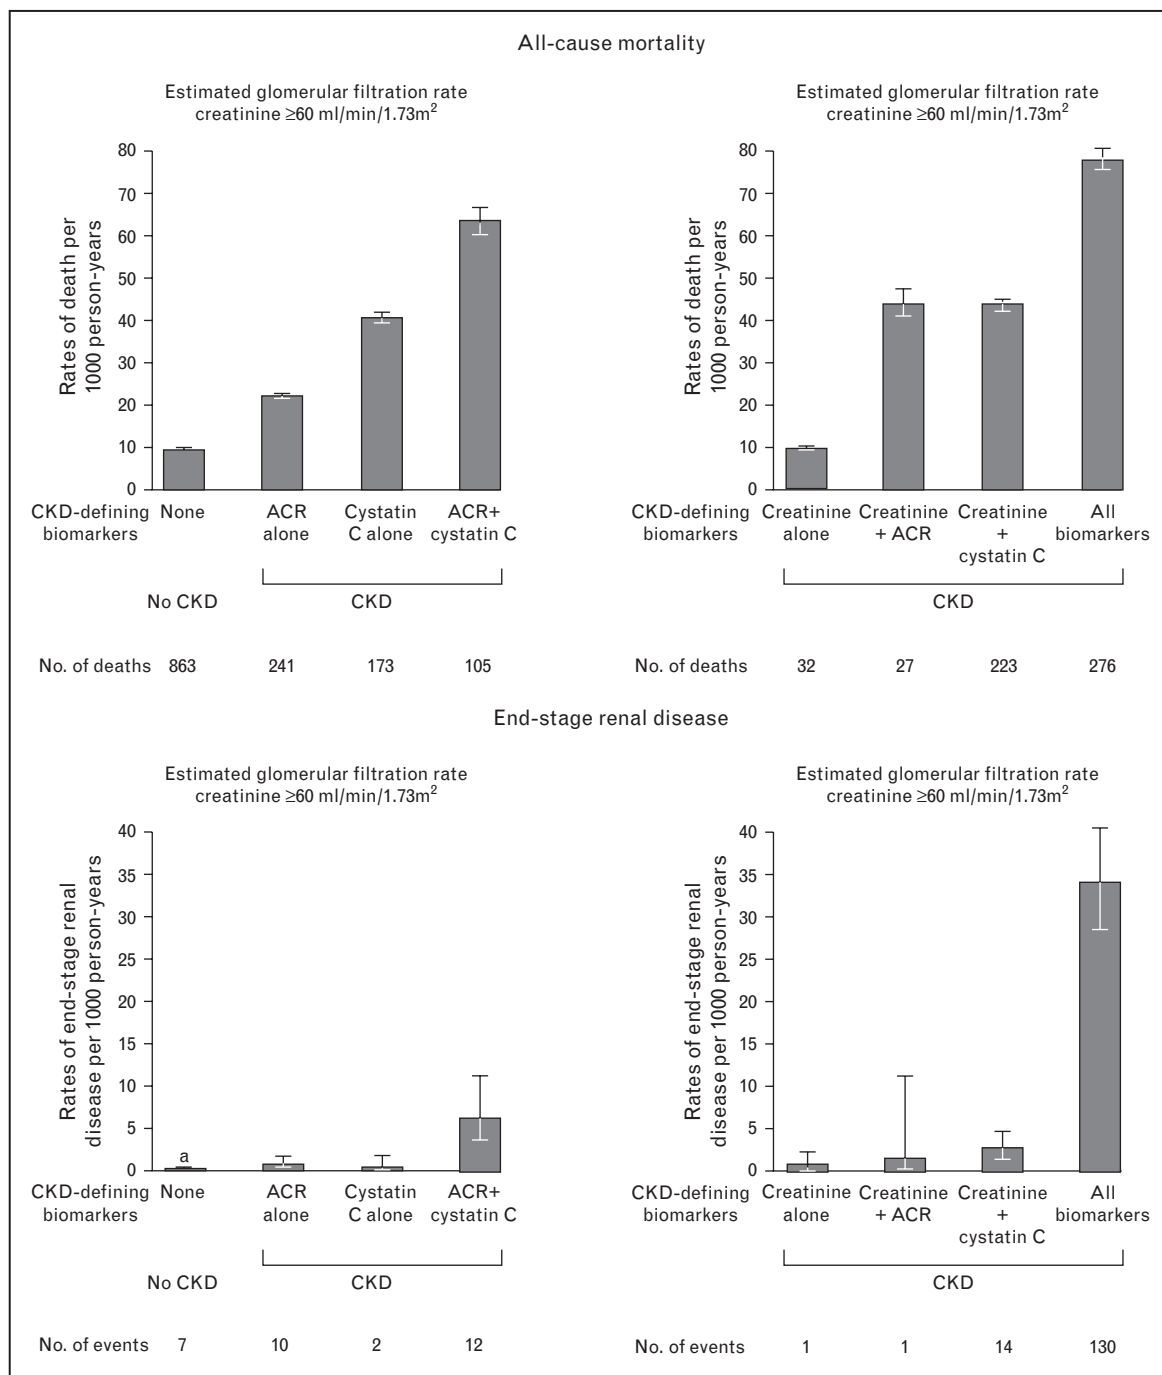 All-cause mortality
Estimated glomerular filtration rate
creatinine ≥60 ml/min/1.73m²
80
70
60
50
40
30
20
10
0
Rates of death per
1000 person-years
CKD-defining
biomarkers
None
ACR
alone
Cystatin
C alone
ACR+
cystatin C
No CKD
CKD
No. of deaths 863 241 173 105
Estimated glomerular filtration rate
creatinine ≥60 ml/min/1.73m²
80
70
60
50
40
30
20
10
0
Rates of death per
1000 person-years
CKD-defining
biomarkers
Creatinine
alone
Creatinine
+ ACR
Creatinine
+
cystatin C
All
biomarkers
CKD
No. of deaths 32 27 223 276
End-stage renal disease
Estimated glomerular filtration rate
creatinine ≥60 ml/min/1.73m²
40
35
30
25
20
15
10
5
0
Rates of end-stage renal
disease per 1000 person-years
a
CKD-defining
biomarkers
None
ACR
alone
Cystatin
C alone
ACR+
cystatin C
No CKD
CKD
No. of events 7 10 2 12
Estimated glomerular filtration rate
creatinine ≥60 ml/min/1.73m²
40
35
30
25
20
15
10
5
0
Rates of end-stage renal
disease per 1000 person-years
CKD-defining
biomarkers
Creatinine
alone
Creatinine
+ ACR
Creatinine
+
cystatin C
All
biomarkers
CKD
No. of events 1 1 14 130